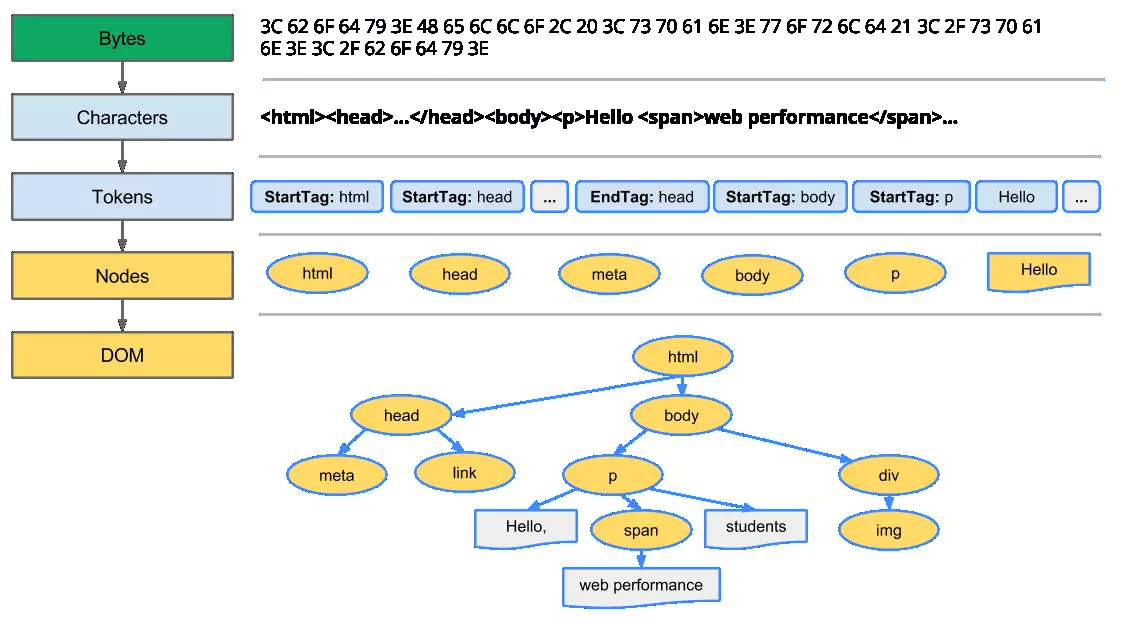 Bytes
3C 62 6F 64 79 3E 48 65 6C 6C 6F 2C 20 3C 73 70 61 6E 3E 77 6F 72 6C 64 21 3C 2F 73 70 61
6E 3E 3C 2F 62 6F 64 79 3E
Characters
<html><head>...</head><body><p>Hello <span>web performance</span>...
Tokens
StartTag: html
StartTag: head
...
EndTag: head
StartTag: body
StartTag: p
Hello
...
Nodes
html
head
meta
body
p
Hello
DOM
html
head
body
meta
link
p
div
Hello,
span
students
img
web performance